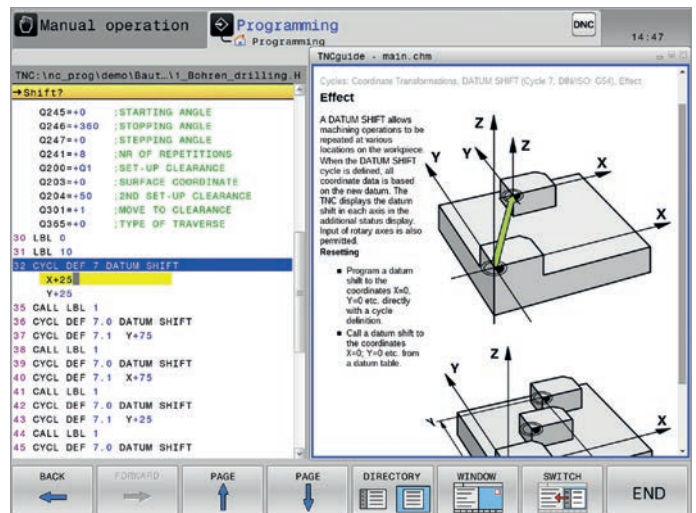 Manual operation
Programming
Programming
DNC
14:47
TNC:\nc_prog\demo\Baut…\1_Bohren_drilling.H
→Shift?
Q245=+0 ;STARTING ANGLE
Q246=+360 ;STOPPING ANGLE
Q247=+0 ;STEPPING ANGLE
Q241=+8 ;NR OF REPETITIONS
Q200=+Q1 ;SET-UP CLEARANCE
Q203=+0 ;SURFACE COORDINATE
Q204=+50 ;2ND SET-UP CLEARANCE
Q301=+1 ;MOVE TO CLEARANCE
Q365=+0 ;TYPE OF TRAVERSE
30 LBL 0
31 LBL 10
32 CYCL DEF 7 DATUM SHIFT
X+25
Y+25
35 CALL LBL 1
36 CYCL DEF 7.0 DATUM SHIFT
37 CYCL DEF 7.1 Y+75
38 CALL LBL 1
39 CYCL DEF 7.0 DATUM SHIFT
40 CYCL DEF 7.1 X+75
41 CALL LBL 1
42 CYCL DEF 7.0 DATUM SHIFT
43 CYCL DEF 7.1 Y+25
44 CALL LBL 1
45 CYCL DEF 7.0 DATUM SHIFT
TNCguide - main.chm
Cycles: Coordinate Transformations, DATUM SHIFT (Cycle 7, DIN/ISO: G54), Effect
Effect
A DATUM SHIFT allows
machining operations to be
repeated at various
locations on the workpiece.
When the DATUM SHIFT
cycle is defined, all
coordinate data is based
on the new datum. The
TNC displays the datum
shift in each axis in the
additional status display.
Input of rotary axes is also
permitted.
Resetting
■ Program a datum
shift to the
coordinates X=0,
Y=0 etc. directly
with a cycle
definition.
■ Call a datum shift to
the coordinates
X=0; Y=0 etc. from
a datum table.
Z
Z
Y
Y
X
X
Z
Y
X
BACK
FORWARD
PAGE
PAGE
DIRECTORY
WINDOW
SWITCH
END